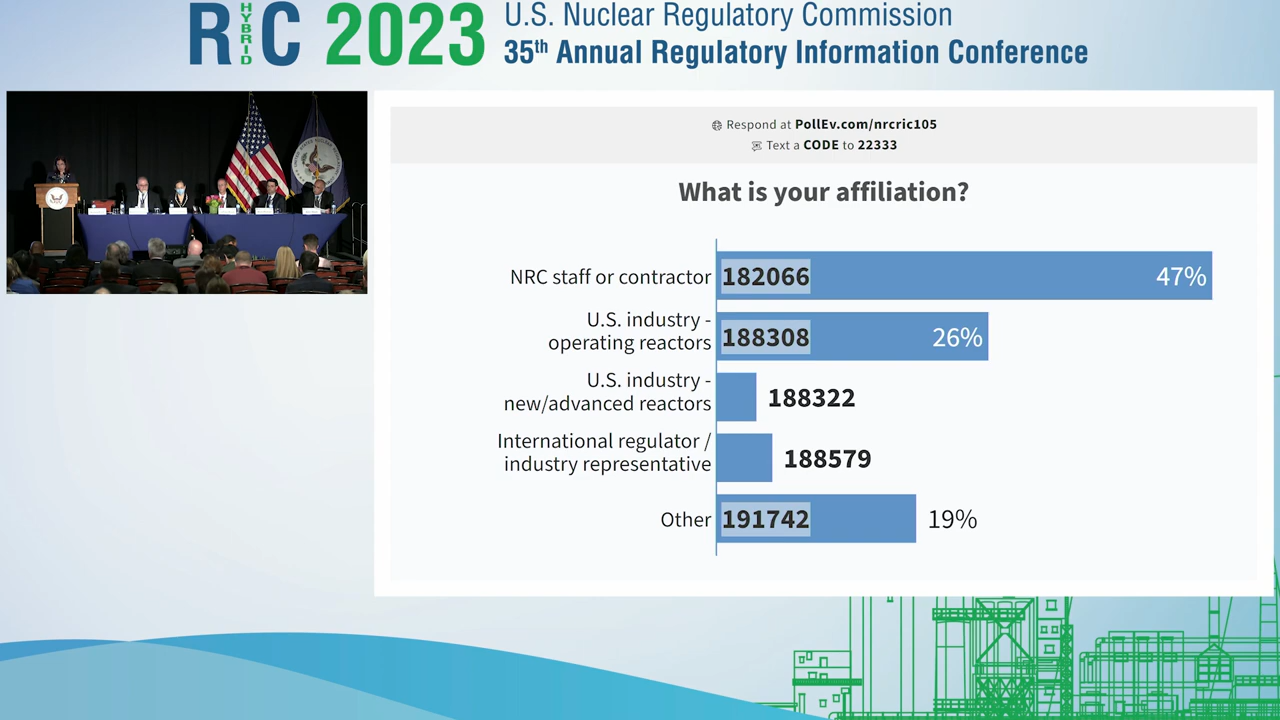 RIC 2023
HYBRID
U.S. Nuclear Regulatory Commission
35th Annual Regulatory Information Conference
Respond at PollEv.com/nrcric105
Text a CODE to 22333
What is your affiliation?
NRC staff or contractor 182066 47%
U.S. industry -
operating reactors 188308 26%
U.S. industry -
new/advanced reactors 188322
International regulator /
industry representative 188579
Other 191742 19%